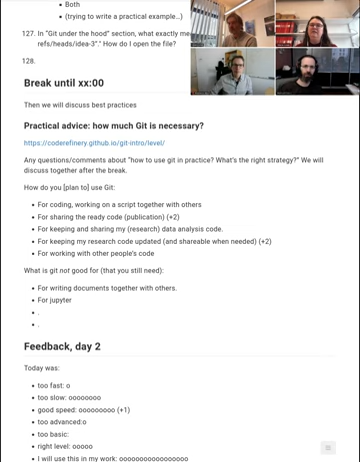 • Both
• (trying to write a practical example…)
127. In "Git under the hood" section, what exactly me
refs/heads/idea-3"." How do I open the file?
128.
Break until xx:00
Then we will discuss best practices
Practical advice: how much Git is necessary?
https://coderefinery.github.io/git-intro/level/
Any questions/comments about "how to use git in practice? What's the right strategy?" We will
discuss together after the break.
How do you [plan to] use Git:
• For coding, working on a script together with others
• For sharing the ready code (publication) (+2)
• For keeping and sharing my (research) data analysis code.
• For keeping my research code updated (and shareable when needed) (+2)
• For working with other people's code
What is git not good for (that you still need):
• For writing documents together with others.
• For jupyter
• .
• .
Feedback, day 2
Today was:
• too fast: o
• too slow: oooooooo
• good speed: ooooooooo (+1)
• too advanced:o
• too basic:
• right level: ooooo
• I will use this in my work: oooooooooooooooooo